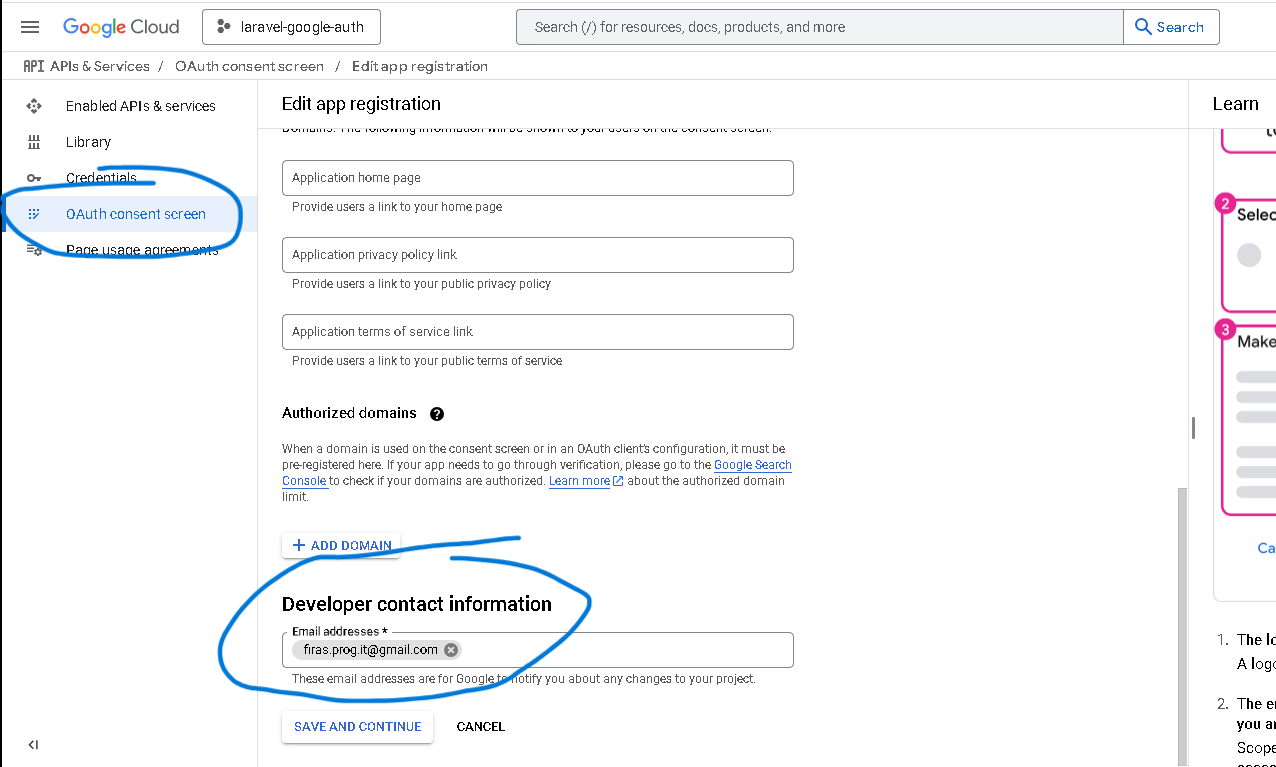 Google Cloud
laravel-google-auth
Search (/) for resources, docs, products, and more
Search
API APIs & Services / OAuth consent screen / Edit app registration
Enabled APIs & services
Library
Credentials
OAuth consent screen
Page usage agreements
Edit app registration
Domains. The following information will be shown to your users on the consent screen.
Application home page
Provide users a link to your home page
Application privacy policy link
Provide users a link to your public privacy policy
Application terms of service link
Provide users a link to your public terms of service
Authorized domains
When a domain is used on the consent screen or in an OAuth client's configuration, it must be
pre-registered here. If your app needs to go through verification, please go to the Google Search
Console to check if your domains are authorized. Learn more about the authorized domain
limit.
+ ADD DOMAIN
Developer contact information
Email addresses *
firas.prog.it@gmail.com
These email addresses are for Google to notify you about any changes to your project.
SAVE AND CONTINUE CANCEL
Learn
2
Selec
3
Make
Ca
1. The lo
A logo
2. The en
you ar
Scope